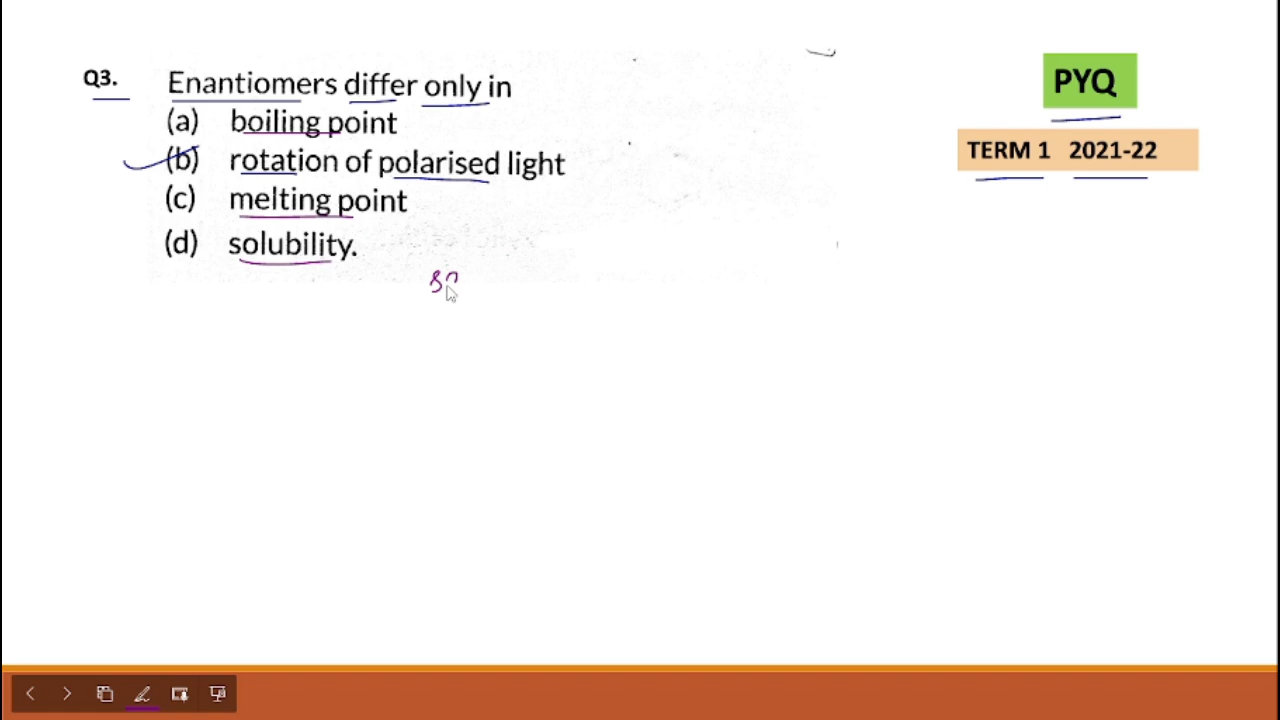 Q3. Enantiomers differ only in
(a) boiling point
(b) rotation of polarised light
(c) melting point
(d) solubility.
PYQ
TERM 1 2021-22